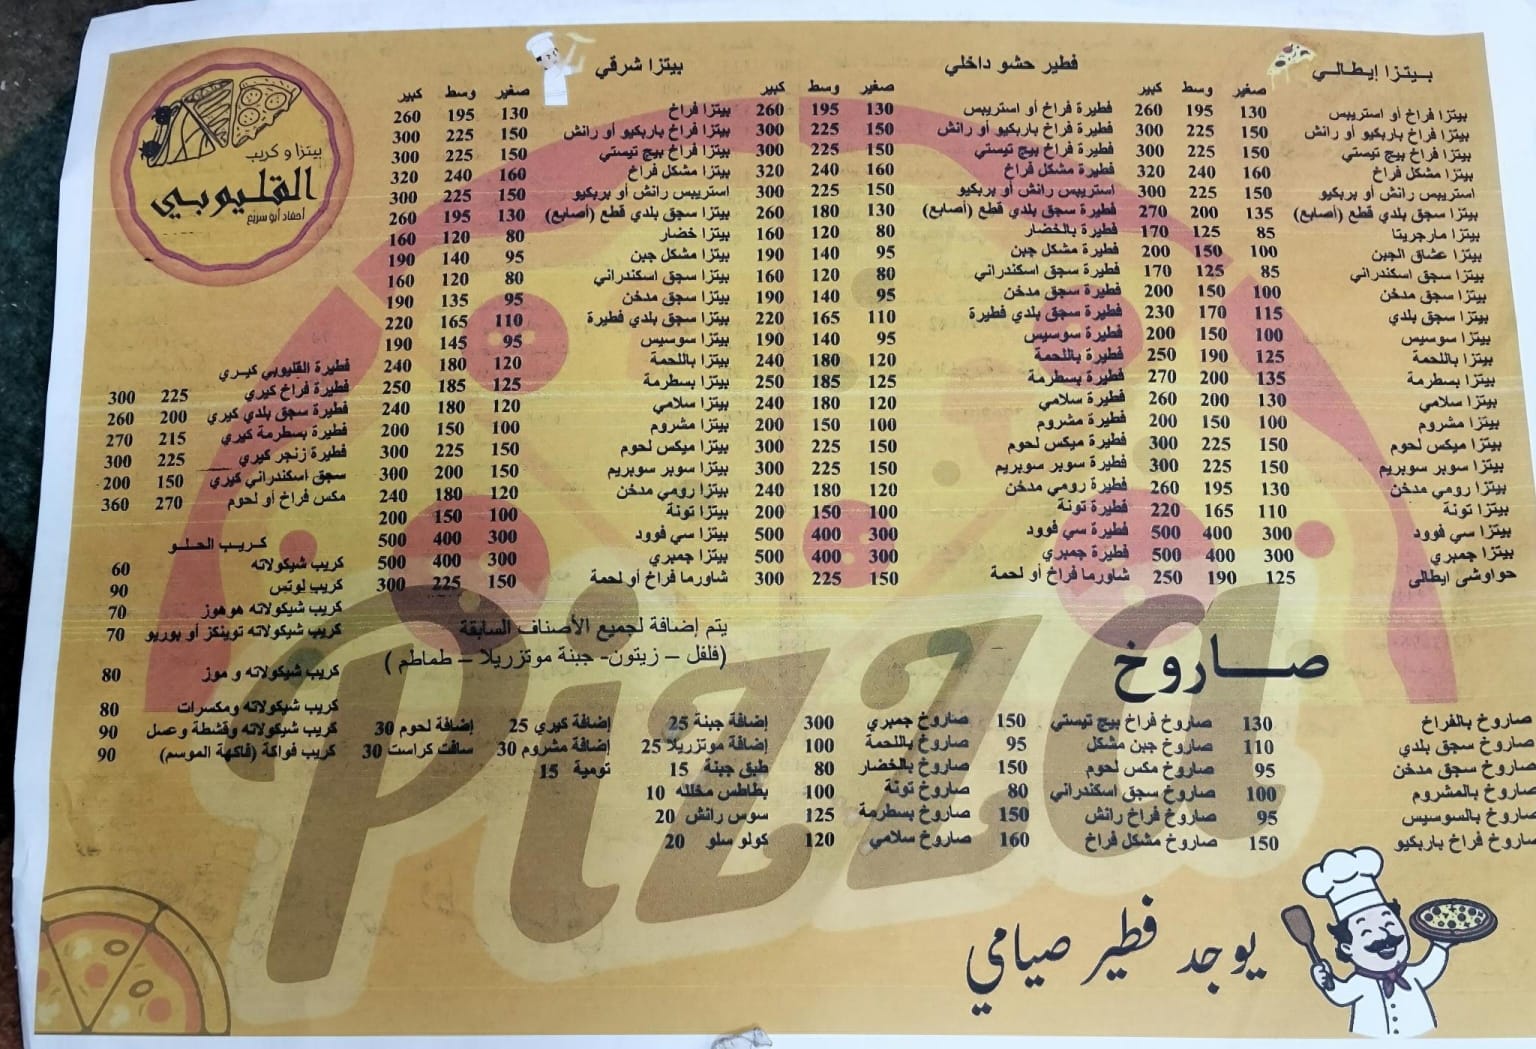 بيتزا و كريب
القليوبي
أحفاد أبو سريع
بـيتزا إيطالـي
صغير وسط كبير
بيتزا فراخ أو استريبس 130 195 260
بيتزا فراخ باربكيو أو رانش 150 225 300
بيتزا فراخ بيج تيستي 150 225 300
بيتزا مشكل فراخ 160 240 320
استريبس رانش أو بربكيو 150 225 300
بيتزا سجق بلدي قطع (أصابع) 135 200 270
بيتزا مارجريتا 85 125 170
بيتزا عشاق الجبن 100 150 200
بيتزا سجق اسكندراني 85 125 170
بيتزا سجق مدخن 100 150 200
بيتزا سجق بلدي 115 170 230
بيتزا سوسيس 100 150 200
بيتزا باللحمة 125 190 250
بيتزا بسطرمة 135 200 270
بيتزا سلامي 130 200 260
بيتزا مشروم 100 150 200
بيتزا ميكس لحوم 150 225 300
بيتزا سوبر سوبريم 150 225 300
بيتزا رومي مدخن 130 195 260
بيتزا تونة 110 165 220
بيتزا سي فوود 300 400 500
بيتزا جمبري 300 400 500
حواوشى ايطالى 125 190 250
فطير حشو داخلي
صغير وسط كبير
فطيرة فراخ أو استريبس 130 195 260
فطيرة فراخ باربكيو أو رانش 150 225 300
فطيرة فراخ بيج تيستي 150 225 300
فطيرة مشكل فراخ 160 240 320
استريبس رانش أو بربكيو 150 225 300
فطيرة سجق بلدي قطع (أصابع) 130 180 260
فطيرة بالخضار 80 120 160
فطيرة مشكل جبن 95 140 190
فطيرة سجق اسكندراني 80 120 160
فطيرة سجق مدخن 95 140 190
فطيرة سجق بلدي فطيرة 110 165 220
فطيرة سوسيس 95 140 190
فطيرة باللحمة 120 180 240
فطيرة بسطرمة 125 185 250
فطيرة سلامي 120 180 240
فطيرة مشروم 100 150 200
فطيرة ميكس لحوم 150 225 300
فطيرة سوبر سوبريم 150 225 300
فطيرة رومي مدخن 120 180 240
فطيرة تونة 100 150 200
فطيرة سي فوود 300 400 500
فطيرة جمبري 300 400 500
شاورما فراخ أو لحمة 150 225 300
بيتزا شرقي
صغير وسط كبير
بيتزا فراخ 130 195 260
بيتزا فراخ باربكيو أو رانش 150 225 300
بيتزا فراخ بيج تيستي 150 225 300
بيتزا مشكل فراخ 160 240 320
استريبس رانش أو بربكيو 150 225 300
بيتزا سجق بلدي قطع (أصابع) 130 195 260
بيتزا خضار 80 120 160
بيتزا مشكل جبن 95 140 190
بيتزا سجق اسكندراني 80 120 160
بيتزا سجق مدخن 95 135 190
بيتزا سجق بلدي فطيرة 110 165 220
بيتزا سوسيس 95 145 190
بيتزا باللحمة 120 180 240
بيتزا بسطرمة 125 185 250
بيتزا سلامي 120 180 240
بيتزا مشروم 100 150 200
بيتزا ميكس لحوم 150 225 300
بيتزا سوبر سوبريم 150 200 300
بيتزا رومي مدخن 120 180 240
بيتزا تونة 100 150 200
بيتزا سي فوود 300 400 500
بيتزا جمبري 300 400 500
شاورما فراخ أو لحمة 150 225 300
فطيرة القليوبي كيـري
فطيرة فراخ كيري 225 300
فطيرة سجق بلدي كيري 200 260
فطيرة بسطرمة كيري 215 270
فطيرة زنجر كيري 225 300
سجق اسكندراني كيري 150 200
مكس فراخ أو لحوم 270 360
كـريـب الحلـو
كريب شيكولاته 60
كريب لوتس 90
كريب شيكولاته هوهوز 70
كريب شيكولاته توينكز أو بوريو 70
كريب شيكولاته و موز 80
كريب شيكولاته ومكسرات 80
كريب شيكولاته وقشطة وعسل 90
كريب فواكة (فاكهة الموسم) 90
يتم إضافة لجميع الأصناف السابقة
(فلفل – زيتون- جبنة موتزريلا – طماطم )
Pizza
صـــاروخ
صاروخ بالفراخ 130
صاروخ سجق بلدي 110
صاروخ سجق مدخن 95
صاروخ بالمشروم 100
صاروخ بالسوسيس 95
صاروخ فراخ باربكيو 150
صاروخ فراخ بيج تيستي 150
صاروخ جبن مشكل 95
صاروخ مكس لحوم 150
صاروخ سجق اسكندراني 80
صاروخ فراخ رانش 150
صاروخ مشكل فراخ 160
صاروخ جمبري 300
صاروخ باللحمة 100
صاروخ بالخضار 80
صاروخ تونة 100
صاروخ بسطرمة 125
صاروخ سلامي 120
إضافة جبنة 25
إضافة موتزريلا 25
طبق جبنة 15
بطاطس مخلله 10
سوس رانش 20
كولو سلو 20
إضافة كيري 25
إضافة مشروم 30
تومية 15
إضافة لحوم 30
سافت كراست 30
يوجد فطير صيامي